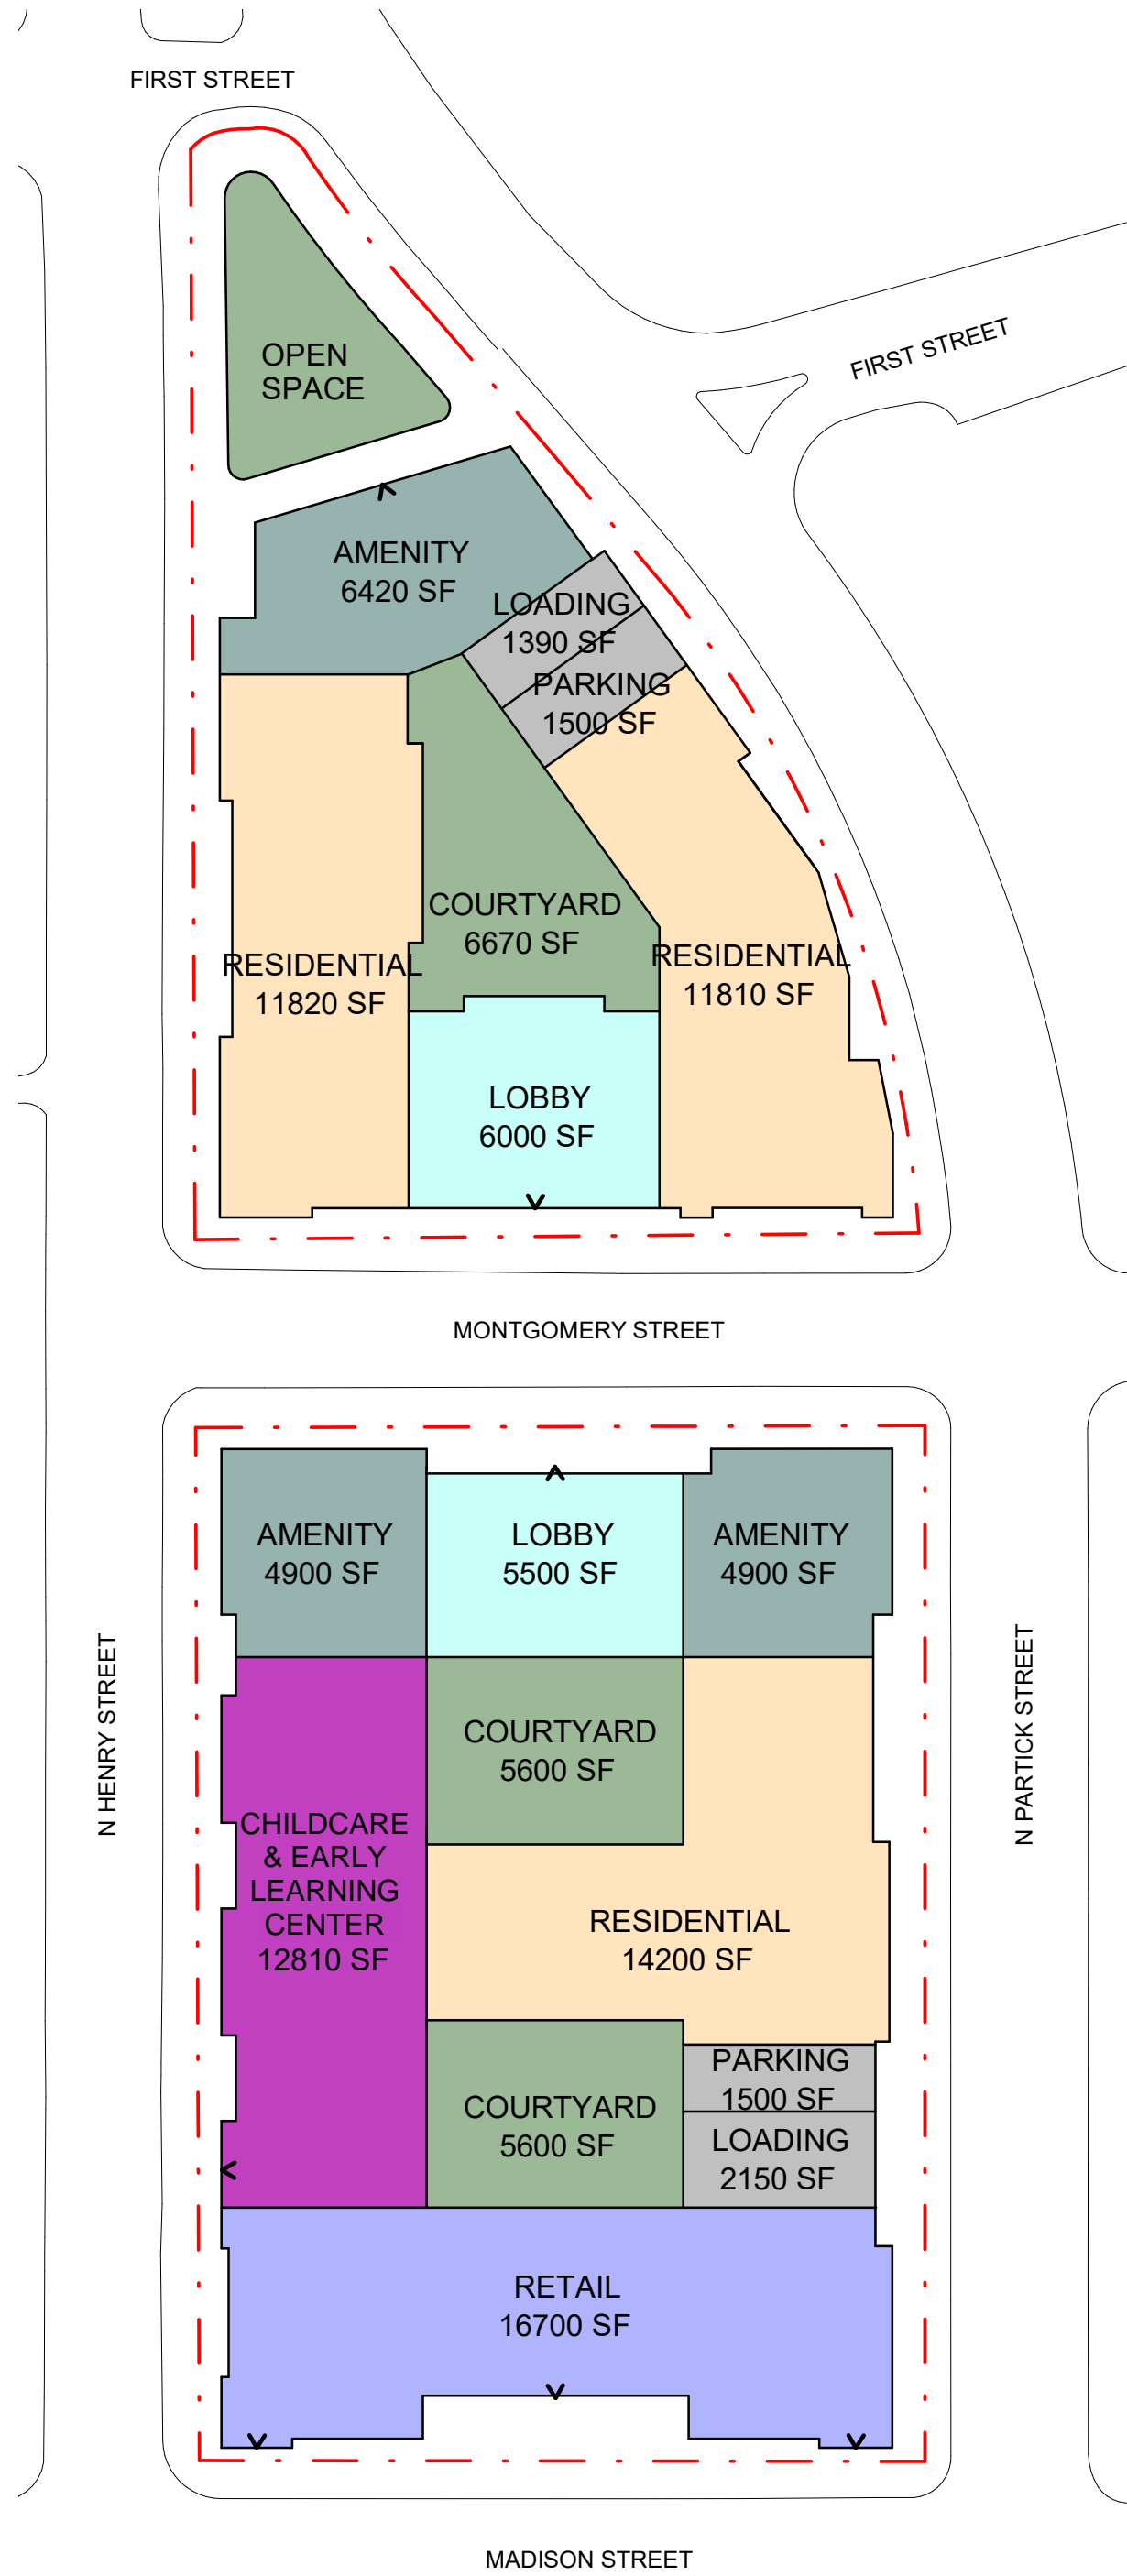 FIRST STREET
FIRST STREET
OPEN
SPACE
AMENITY
6420 SF
LOADING
1390 SF
PARKING
1500 SF
COURTYARD
6670 SF
RESIDENTIAL
11820 SF
RESIDENTIAL
11810 SF
LOBBY
6000 SF
MONTGOMERY STREET
AMENITY
4900 SF
LOBBY
5500 SF
AMENITY
4900 SF
N HENRY STREET
N PARTICK STREET
COURTYARD
5600 SF
CHILDCARE
& EARLY
LEARNING
CENTER
12810 SF
RESIDENTIAL
14200 SF
PARKING
1500 SF
COURTYARD
5600 SF
LOADING
2150 SF
RETAIL
16700 SF
MADISON STREET